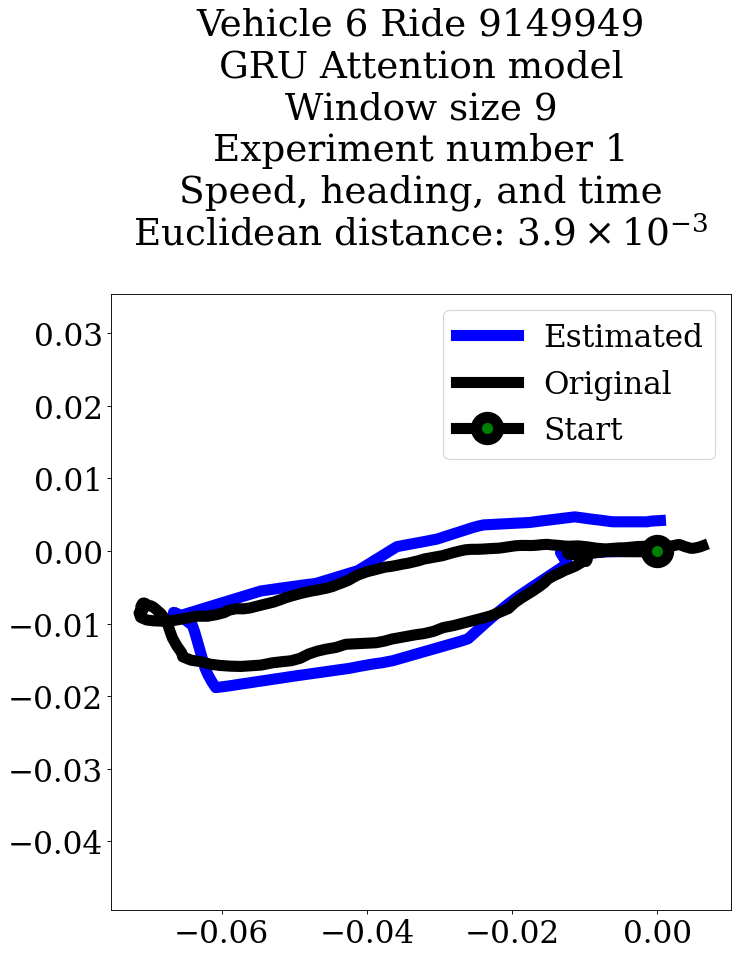 Vehicle 6 Ride 9149949
GRU Attention model
Window size 9
Experiment number 1
Speed, heading, and time
Euclidean distance: 3.9 × 10⁻³
Estimated
Original
Start
0.03
0.02
0.01
0.00
−0.01
−0.02
−0.03
−0.04
−0.06 −0.04 −0.02 0.00